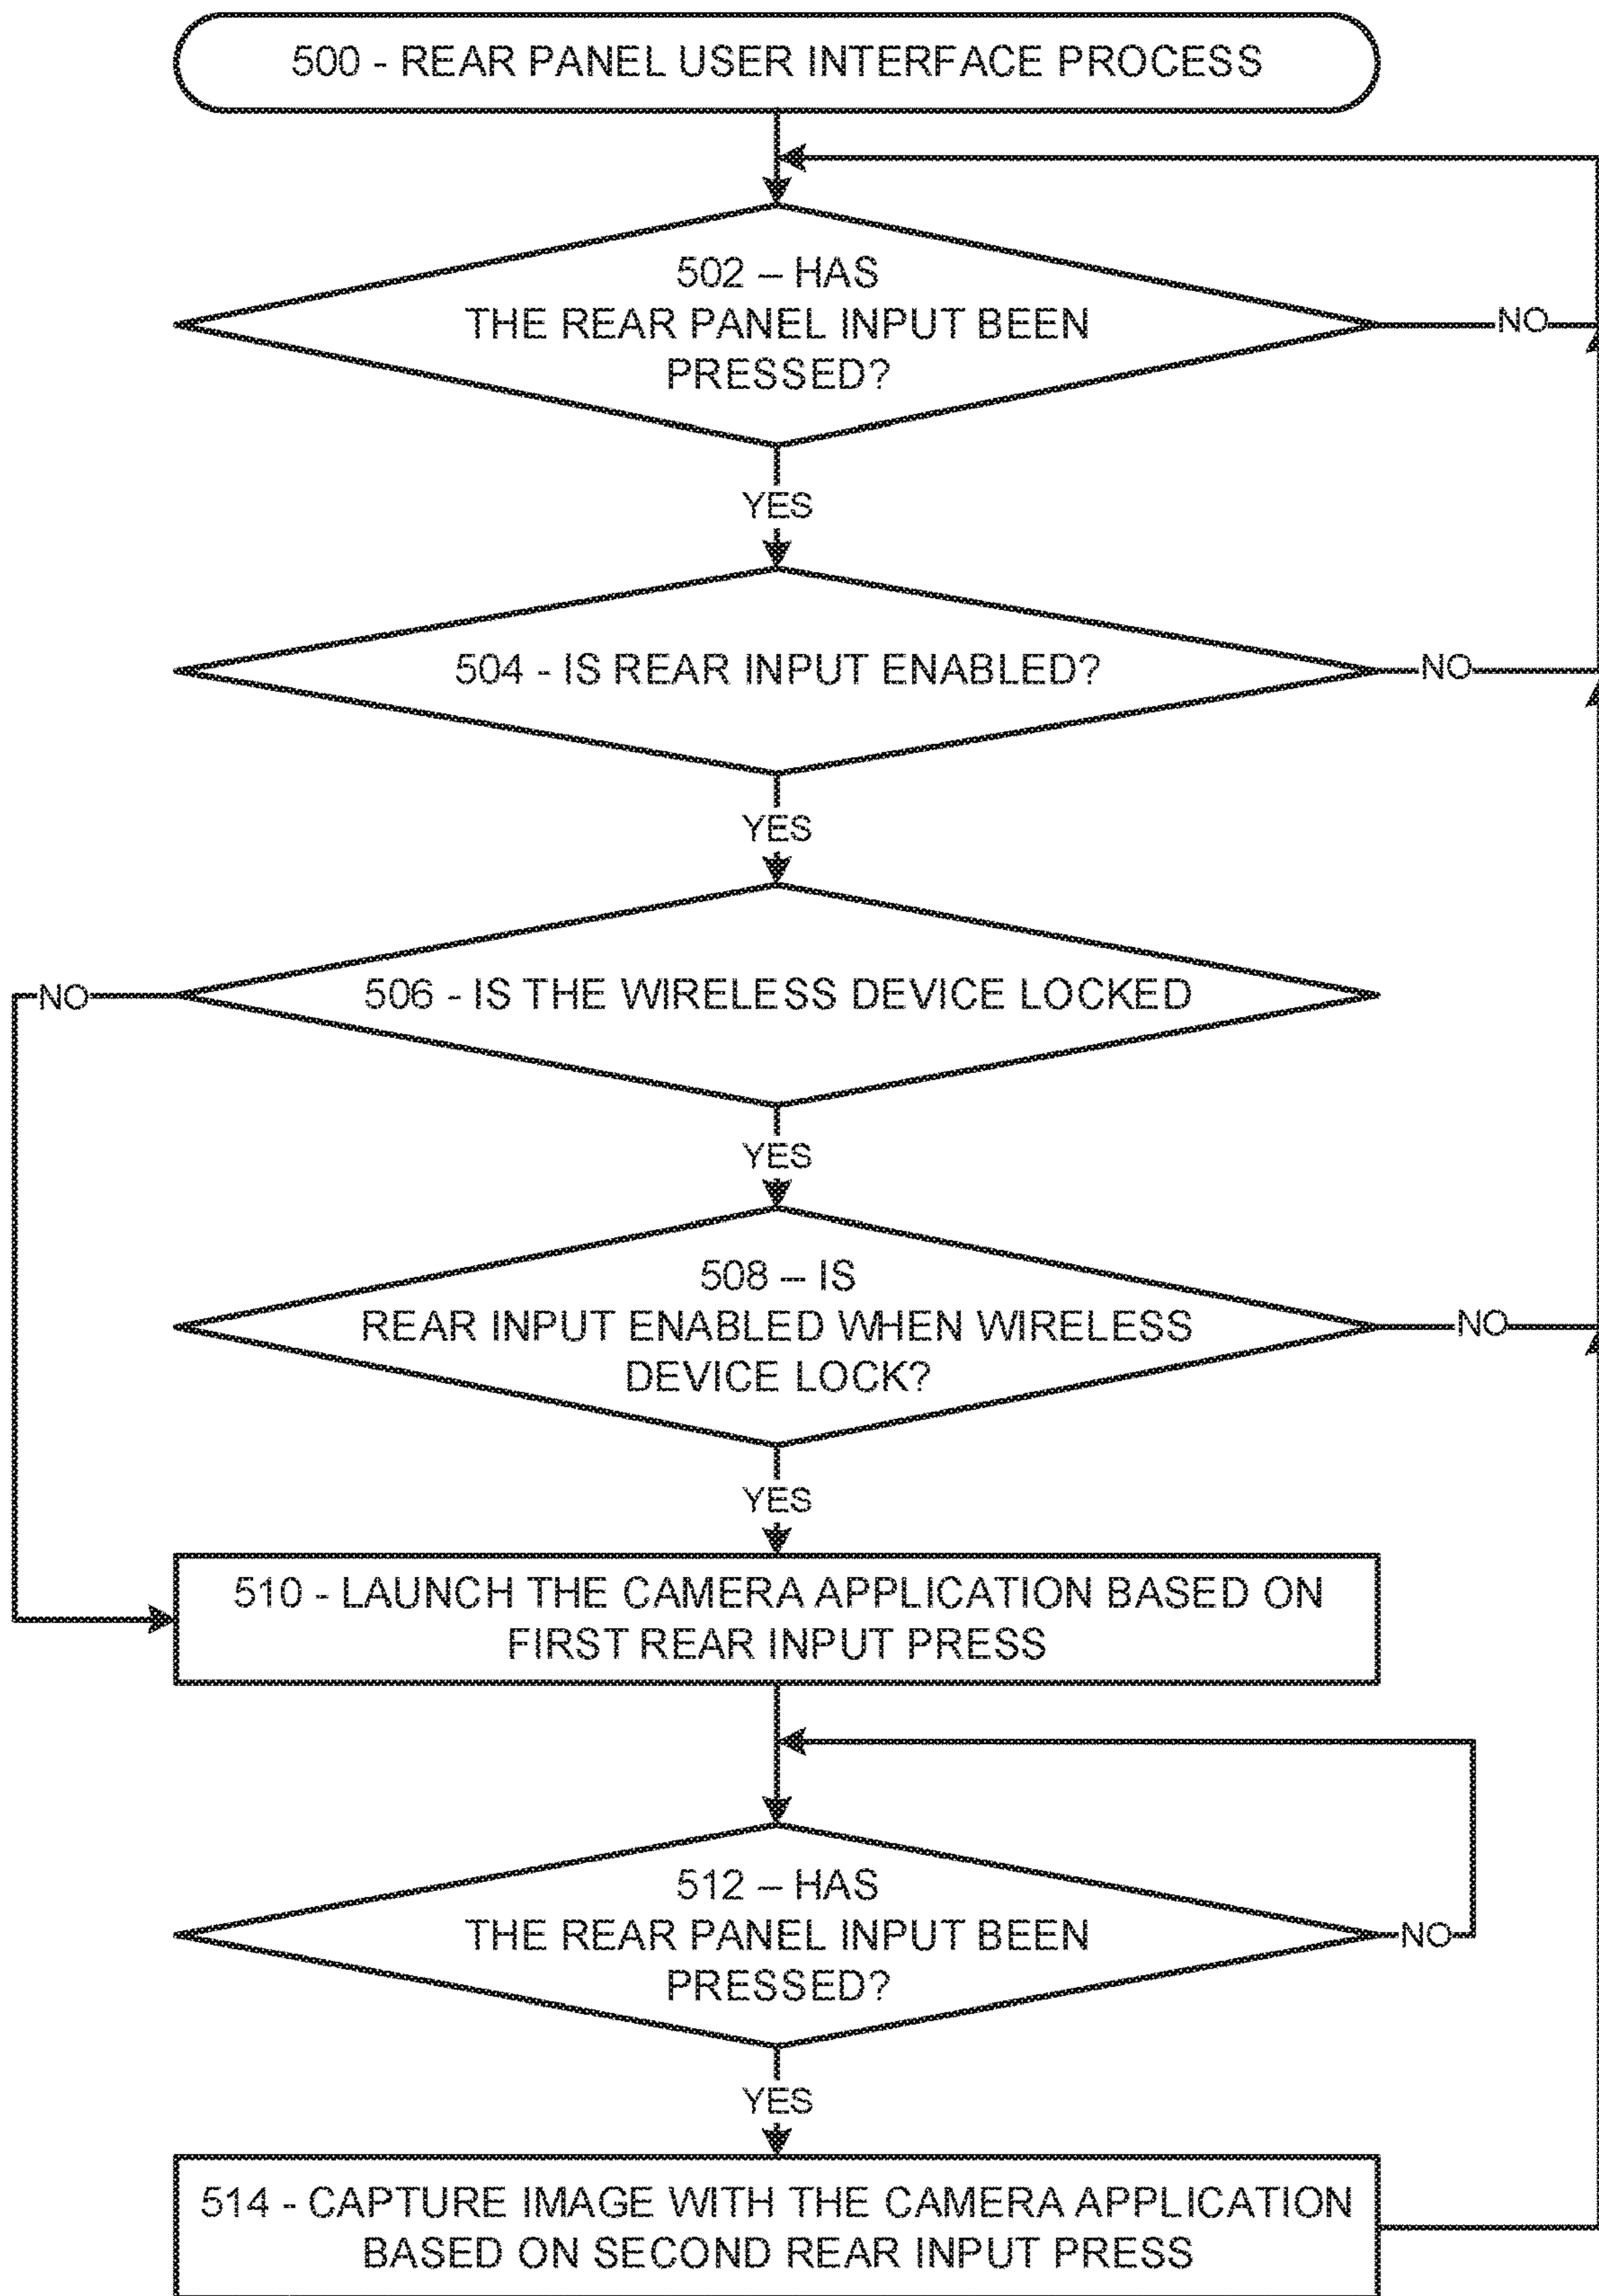 500 - REAR PANEL USER INTERFACE PROCESS
502 – HAS
THE REAR PANEL INPUT BEEN
PRESSED?
NO
YES
504 - IS REAR INPUT ENABLED?
NO
YES
506 - IS THE WIRELESS DEVICE LOCKED
NO
YES
508 – IS
REAR INPUT ENABLED WHEN WIRELESS
DEVICE LOCK?
NO
YES
510 - LAUNCH THE CAMERA APPLICATION BASED ON
FIRST REAR INPUT PRESS
512 – HAS
THE REAR PANEL INPUT BEEN
PRESSED?
NO
YES
514 - CAPTURE IMAGE WITH THE CAMERA APPLICATION
BASED ON SECOND REAR INPUT PRESS